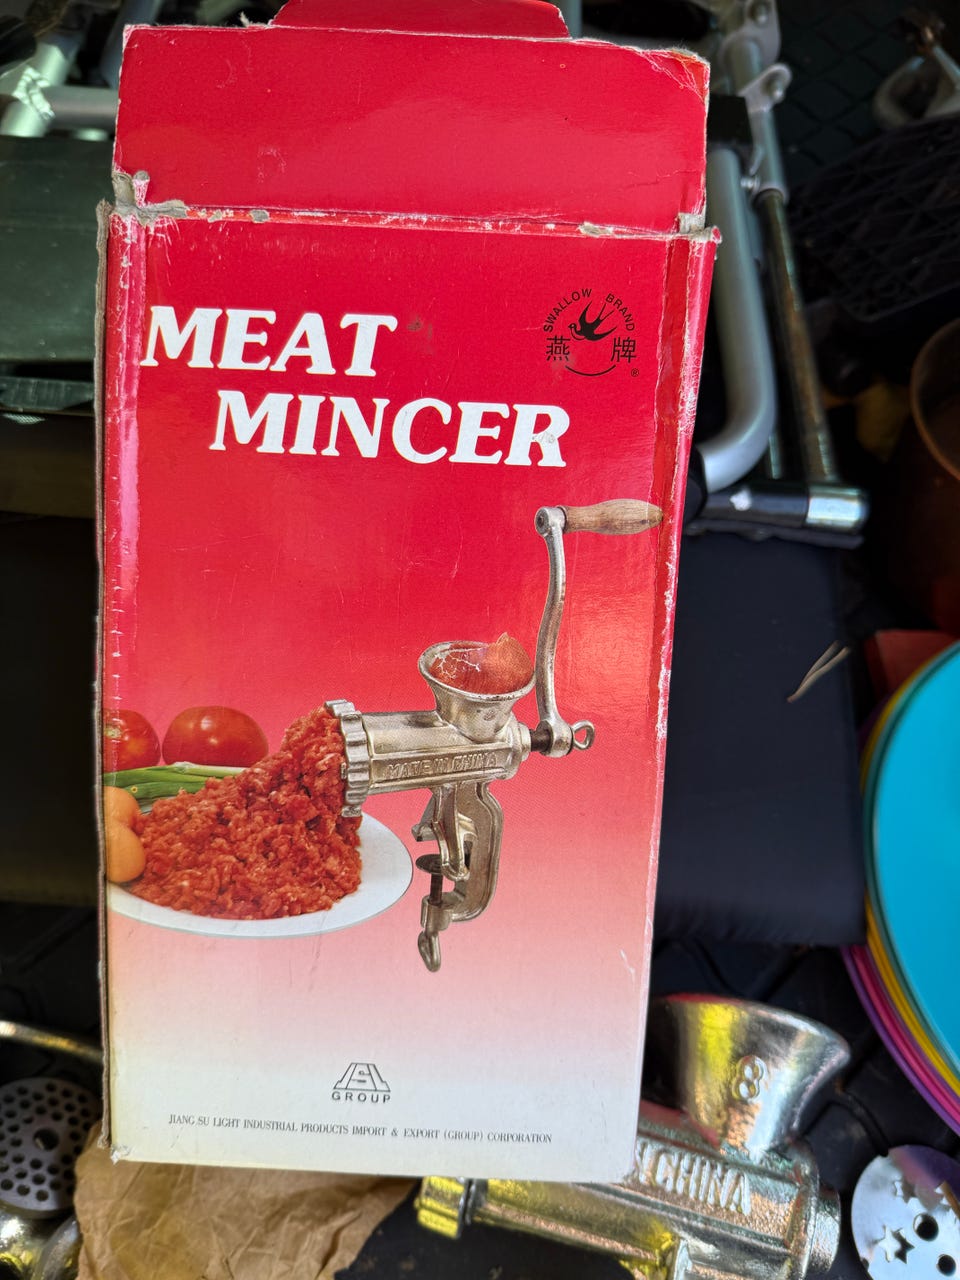 SWALLOW BRAND
燕 牌
®
MEAT
MINCER
MADE IN CHINA
JSL
GROUP
JIANG SU LIGHT INDUSTRIAL PRODUCTS IMPORT & EXPORT (GROUP) CORPORATION
8
N CHINA